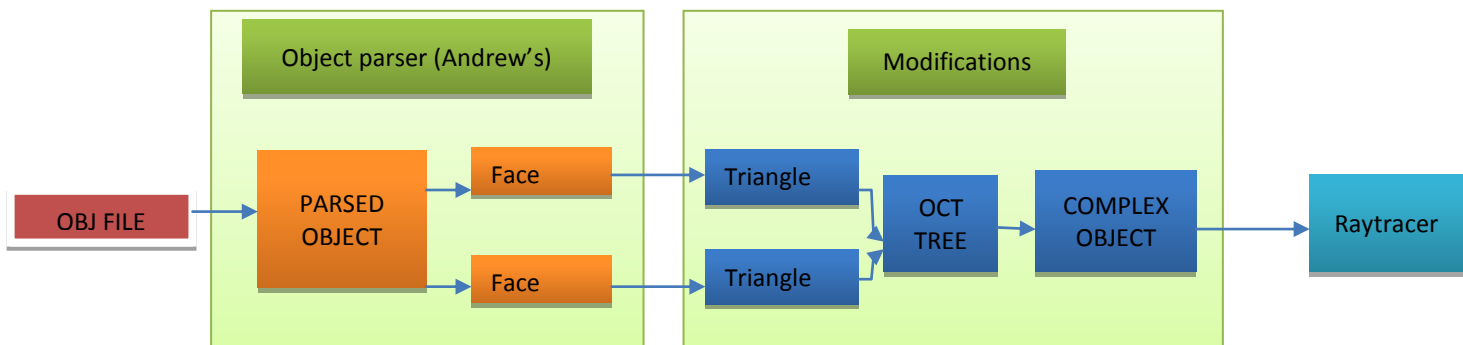 Object parser (Andrew’s)
Modifications
OBJ FILE
PARSED
OBJECT
Face
Face
Triangle
Triangle
OCT
TREE
COMPLEX
OBJECT
Raytracer